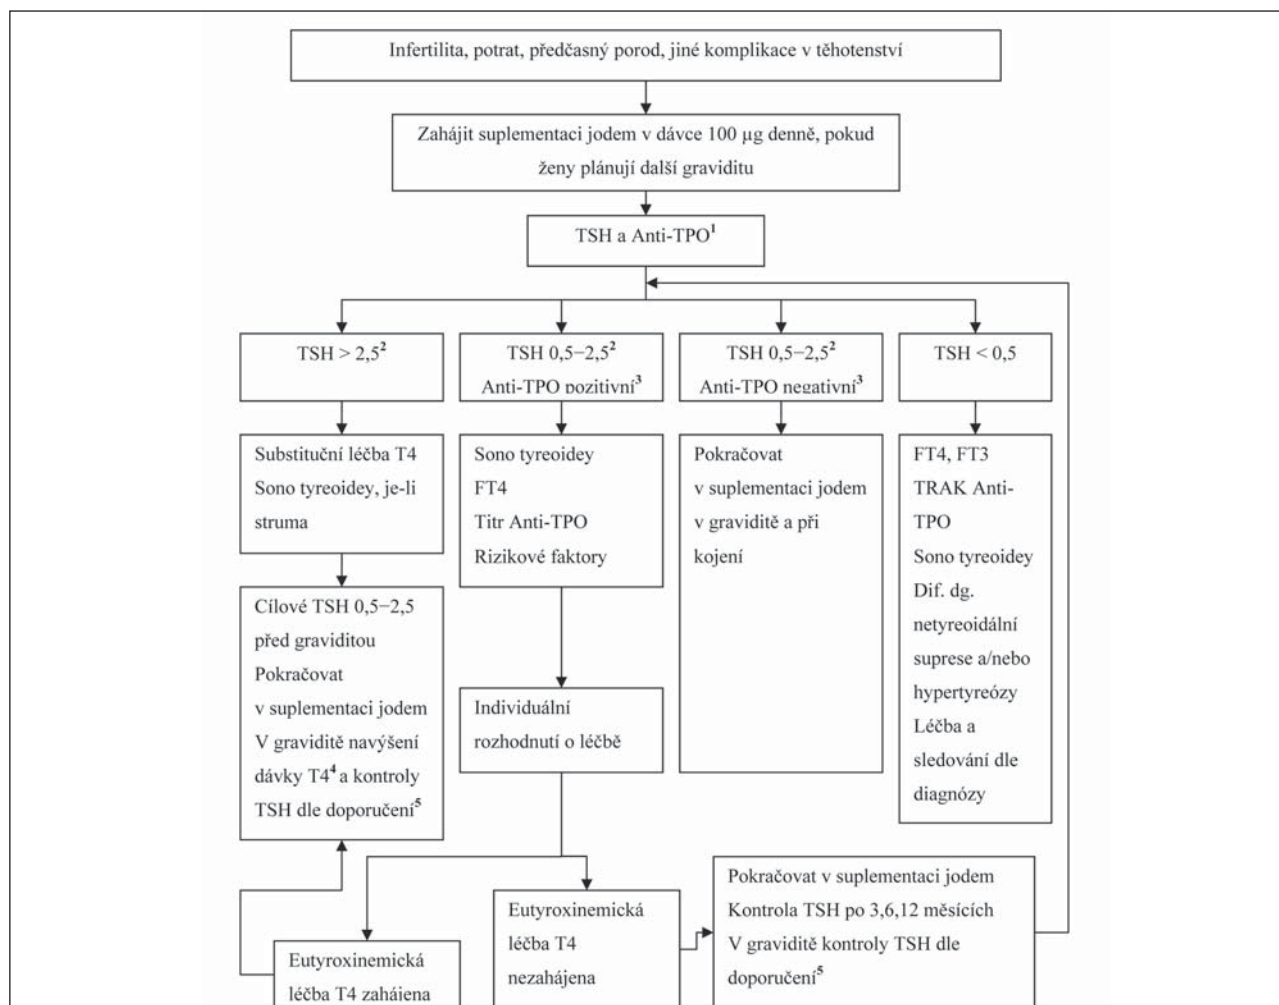 Infertilita, potrat, předčasný porod, jiné komplikace v těhotenství
Zahájit suplementaci jodem v dávce 100 µg denně, pokud
ženy plánují další graviditu
TSH a Anti-TPO¹
TSH > 2,5²
TSH 0,5−2,5²
Anti-TPO pozitivní³
TSH 0,5−2,5²
Anti-TPO negativní³
TSH < 0,5
Substituční léčba T4
Sono tyreoidey, je-li
struma
Sono tyreoidey
FT4
Titr Anti-TPO
Rizikové faktory
Pokračovat
v suplementaci jodem
v graviditě a při
kojení
FT4, FT3
TRAK Anti-
TPO
Sono tyreoidey
Dif. dg.
netyreoidální
suprese a/nebo
hypertyreózy
Léčba a
sledování dle
diagnózy
Cílové TSH 0,5−2,5
před graviditou
Pokračovat
v suplementaci jodem
V graviditě navýšení
dávky T4⁴ a kontroly
TSH dle doporučení⁵
Individuální
rozhodnutí o léčbě
Eutyroxinemická
léčba T4 zahájena
Eutyroxinemická
léčba T4
nezahájena
Pokračovat v suplementaci jodem
Kontrola TSH po 3,6,12 měsících
V graviditě kontroly TSH dle
doporučení⁵